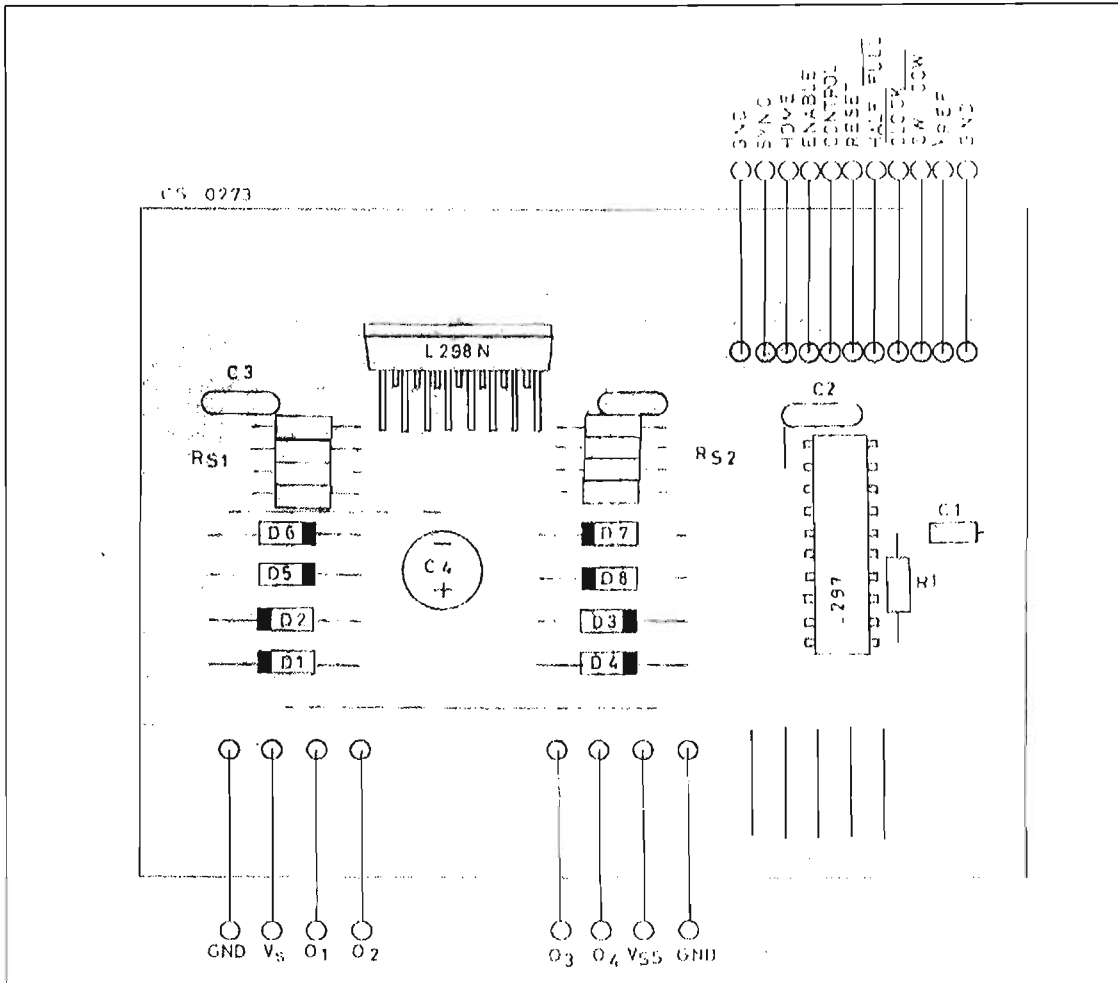 GND
SYNC
HOME
ENABLE
CONTROL
RESET
HALF FULL
CLOCK
CW CCW
VREF
GND
CS 0273
L298N
C3
C2
RS1
RS2
C1
D6
D7
C4
D5
D8
R1
-297
D2
D3
D1
D4
GND VS O1 O2
O3 O4 VSS GND